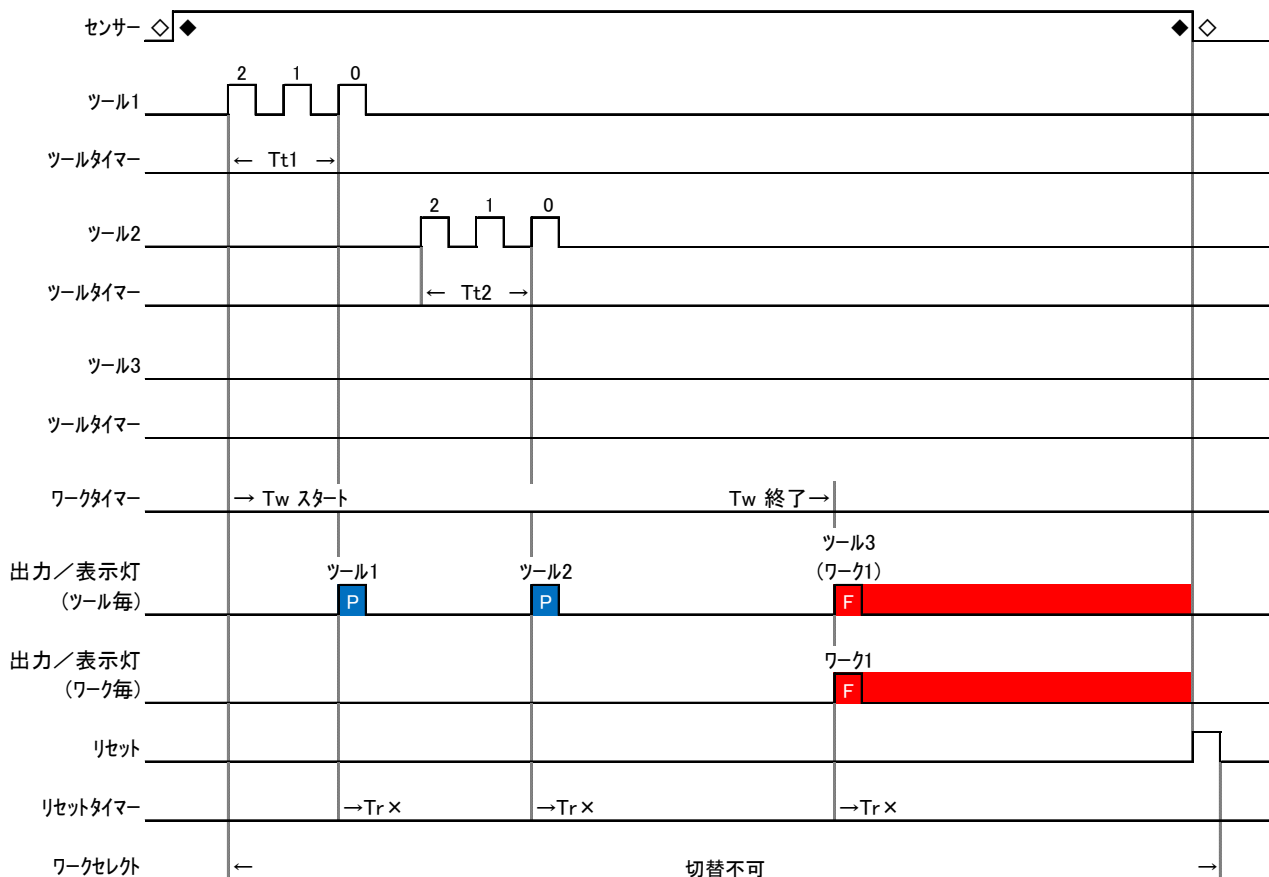 センサー ◇ ◆ ◆ ◇
2 1 0
ツール1
ツールタイマー ← Tt1 →
2 1 0
ツール2
ツールタイマー ← Tt2 →
ツール3
ツールタイマー
ワークタイマー → Tw スタート Tw 終了→
ツール3
出力／表示灯 ツール1 ツール2 (ワーク1)
(ツール毎) P P F
出力／表示灯 ワーク1
(ワーク毎) F
リセット
リセットタイマー →Tr× →Tr× →Tr×
ワークセレクト ← 切替不可 →